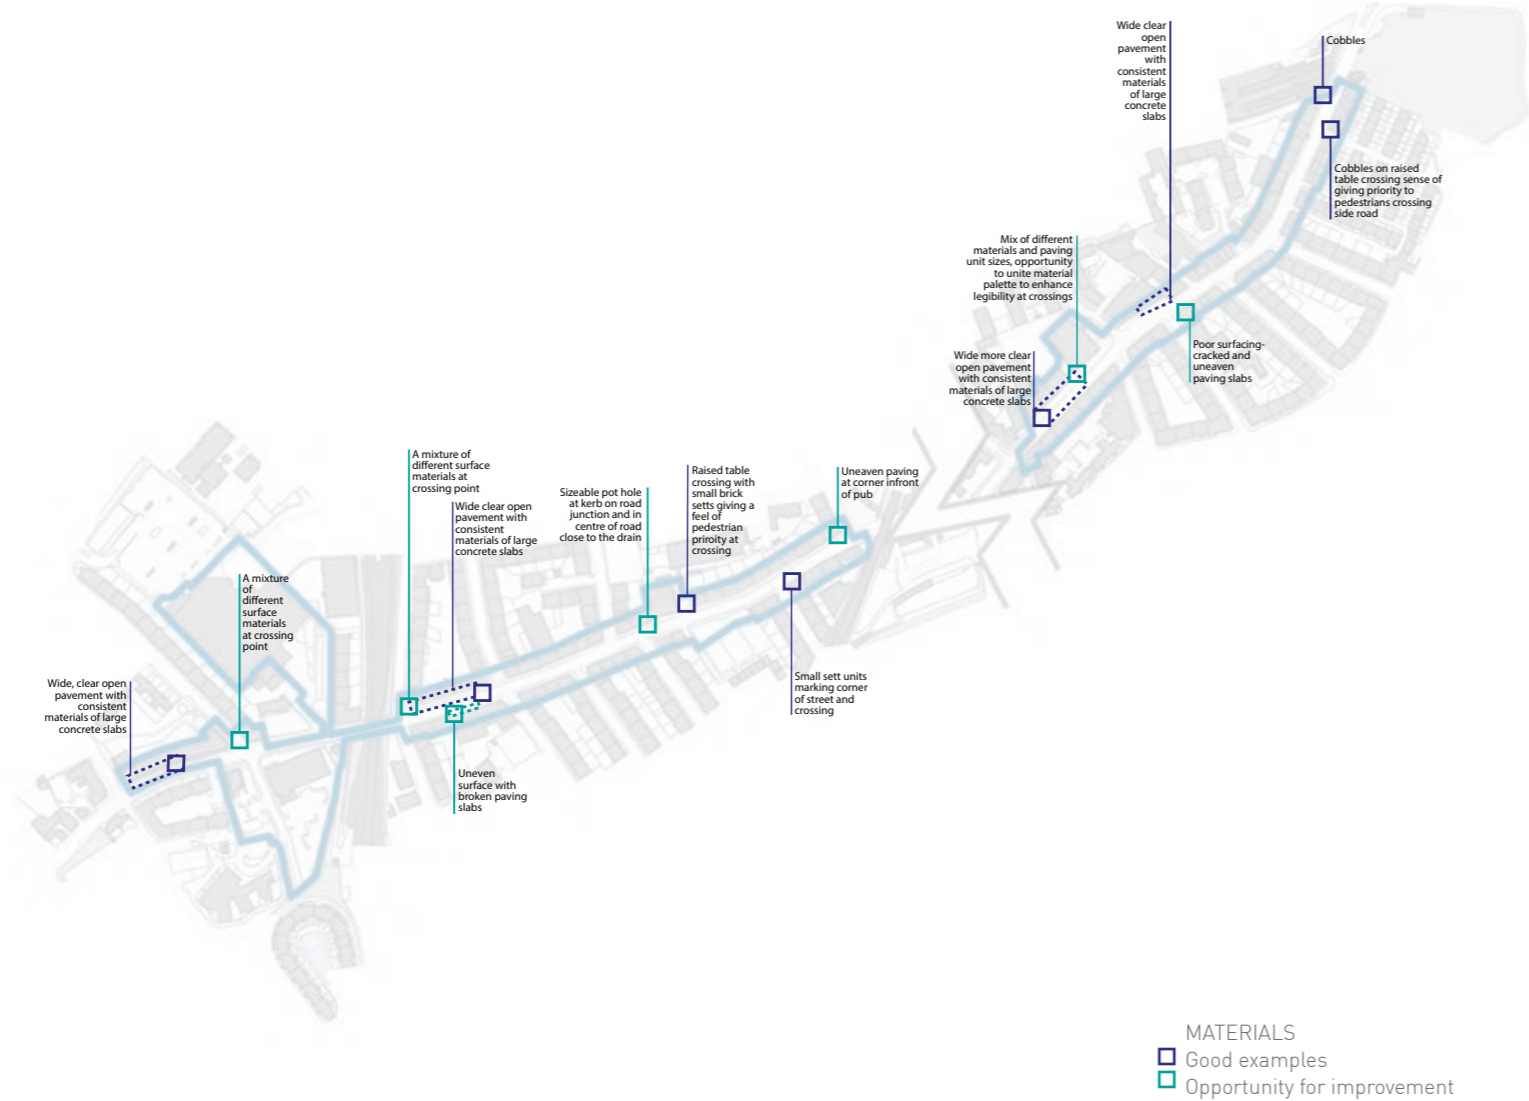 Wide clear
open
pavement
with
consistent
materials
of large
concrete
slabs
Cobbles
Cobbles on raised
table crossing sense of
giving priority to
pedestrians crossing
side road
Mix of different
materials and paving
unit sizes, opportunity
to unite material
palette to enhance
legibility at crossings
Poor surfacing-
cracked and
uneaven
paving slabs
Wide more clear
open pavement
with consistent
materials of large
concrete slabs
A mixture of
different surface
materials at
crossing point
Wide clear open
pavement with
consistent
materials of large
concrete slabs
Sizeable pot hole
at kerb on road
junction and in
centre of road
close to the drain
Raised table
crossing with
small brick
setts giving a
feel of
pedestrian
priroity at
crossing
Uneaven paving
at corner infront
of pub
A mixture
of
different
surface
materials
at crossing
point
Wide, clear open
pavement with
consistent
materials of large
concrete slabs
Small sett units
marking corner
of street and
crossing
Uneven
surface with
broken paving
slabs
MATERIALS
Good examples
Opportunity for improvement